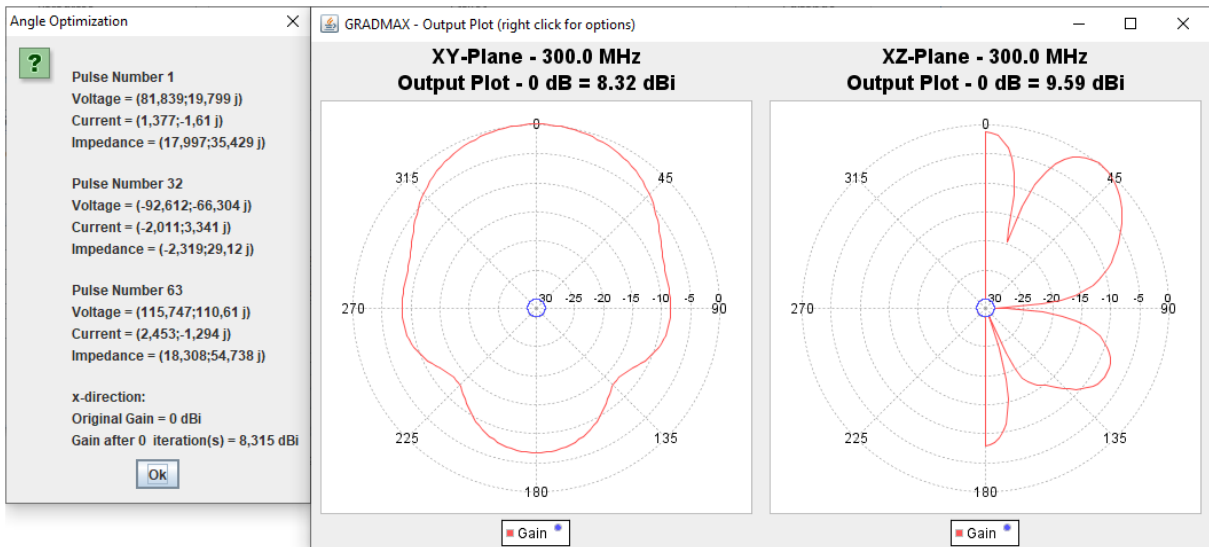 Angle Optimization
?
Pulse Number 1
Voltage = (81,839;19,799 j)
Current = (1,377;-1,61 j)
Impedance = (17,997;35,429 j)
Pulse Number 32
Voltage = (-92,612;-66,304 j)
Current = (-2,011;3,341 j)
Impedance = (-2,319;29,12 j)
Pulse Number 63
Voltage = (115,747;110,61 j)
Current = (2,453;-1,294 j)
Impedance = (18,308;54,738 j)
x-direction:
Original Gain = 0 dBi
Gain after 0 iteration(s) = 8,315 dBi
Ok
GRADMAX - Output Plot (right click for options)
XY-Plane - 300.0 MHz
Output Plot - 0 dB = 8.32 dBi
0
315 45
270 30 -25 -20 -15 -10 -5 0 90
225 135
180
Gain
XZ-Plane - 300.0 MHz
Output Plot - 0 dB = 9.59 dBi
0
315 45
270 30 -25 -20 -15 -10 -5 0 90
225 135
180
Gain